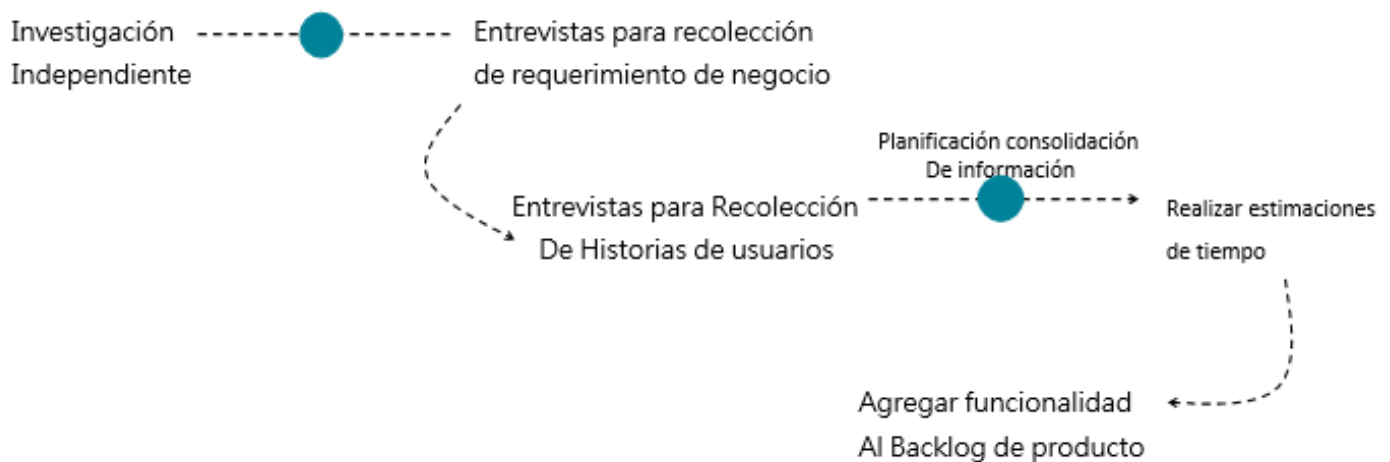 Investigación
Independiente
Entrevistas para recolección
de requerimiento de negocio
Planificación consolidación
De información
Entrevistas para Recolección
De Historias de usuarios
Realizar estimaciones
de tiempo
Agregar funcionalidad
Al Backlog de producto